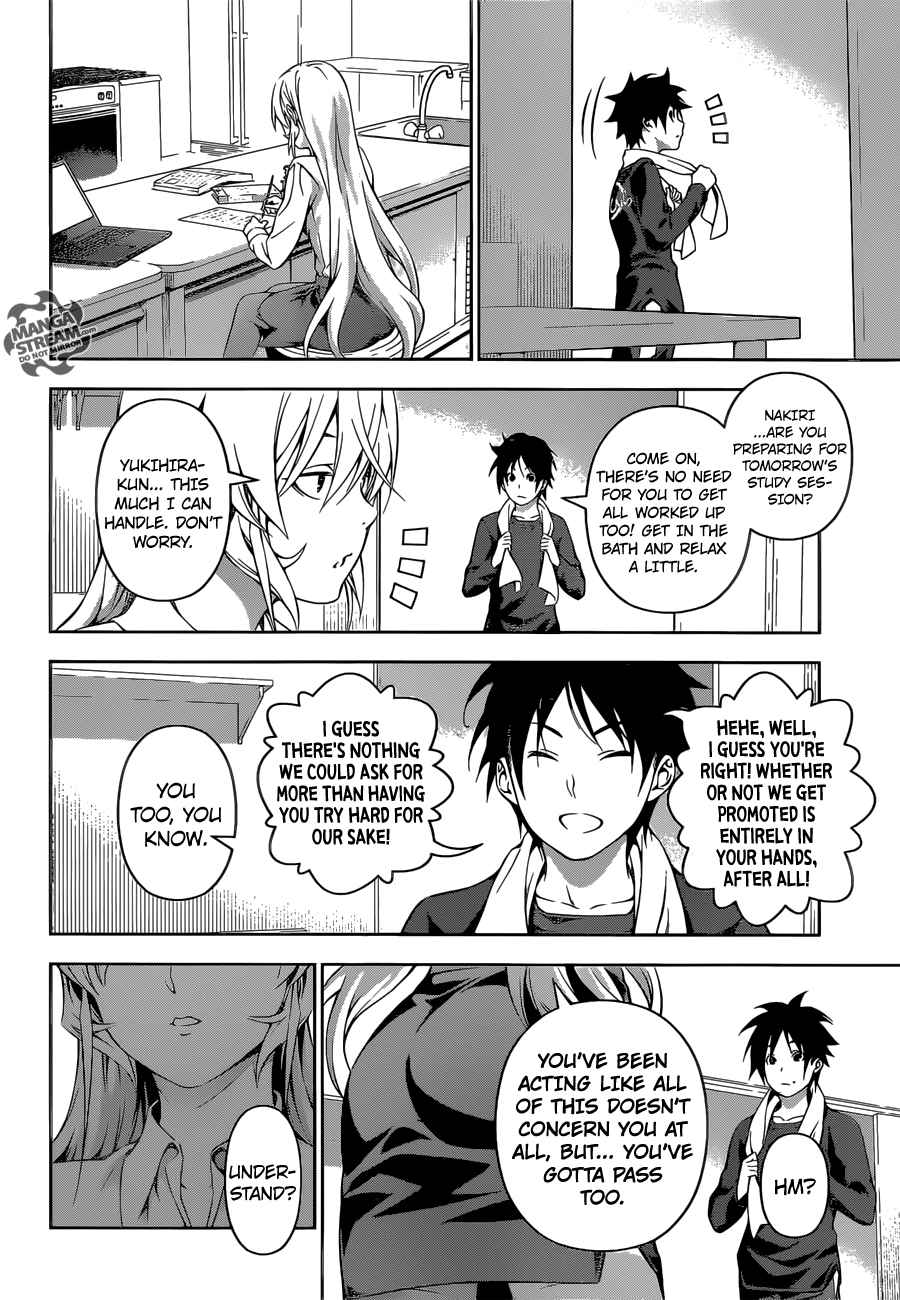 MANGA
STREAM.com
DO NOT MIRROR
NAKIRI
...ARE YOU
PREPARING FOR
TOMORROW'S
STUDY SES-
SION?
COME ON,
THERE'S NO NEED
FOR YOU TO GET
ALL WORKED UP
TOO! GET IN THE
BATH AND RELAX
A LITTLE.
YUKIHIRA-
KUN... THIS
MUCH I CAN
HANDLE. DON'T
WORRY.
HEHE, WELL,
I GUESS YOU'RE
RIGHT! WHETHER
OR NOT WE GET
PROMOTED IS
ENTIRELY IN
YOUR HANDS,
AFTER ALL!
I GUESS
THERE'S NOTHING
WE COULD ASK FOR
MORE THAN HAVING
YOU TRY HARD FOR
OUR SAKE!
YOU
TOO, YOU
KNOW.
HM?
YOU'VE BEEN
ACTING LIKE ALL
OF THIS DOESN'T
CONCERN YOU AT
ALL, BUT... YOU'VE
GOTTA PASS
TOO.
UNDER-
STAND?